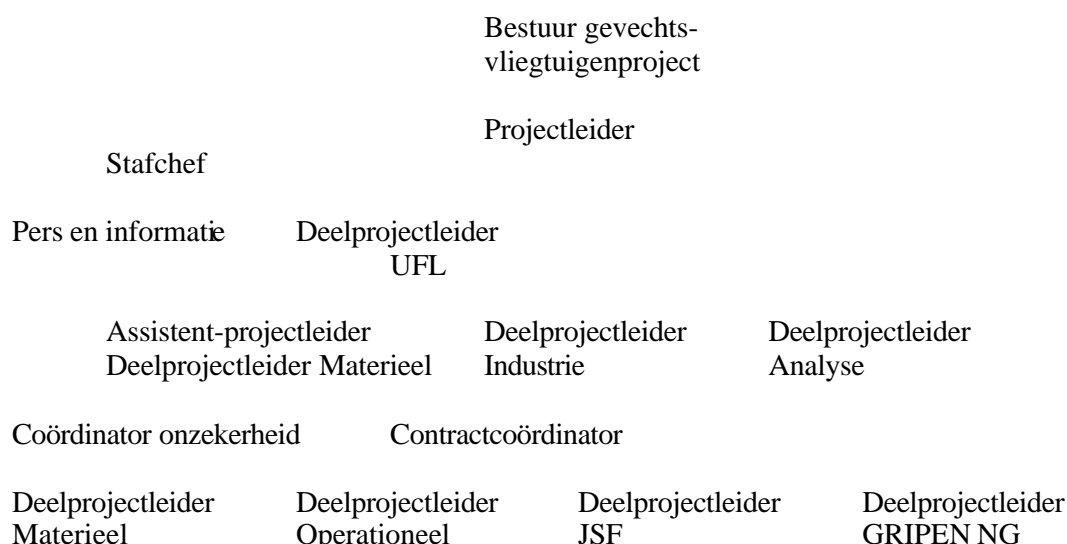 Bestuur gevechts-
vliegtuigenproject
Projectleider
Stafchef
Pers en informatie Deelprojectleider
UFL
Assistent-projectleider Deelprojectleider Deelprojectleider
Deelprojectleider Materieel Industrie Analyse
Coördinator onzekerheid Contractcoördinator
Deelprojectleider Deelprojectleider Deelprojectleider Deelprojectleider
Materieel Operationeel JSF GRIPEN NG